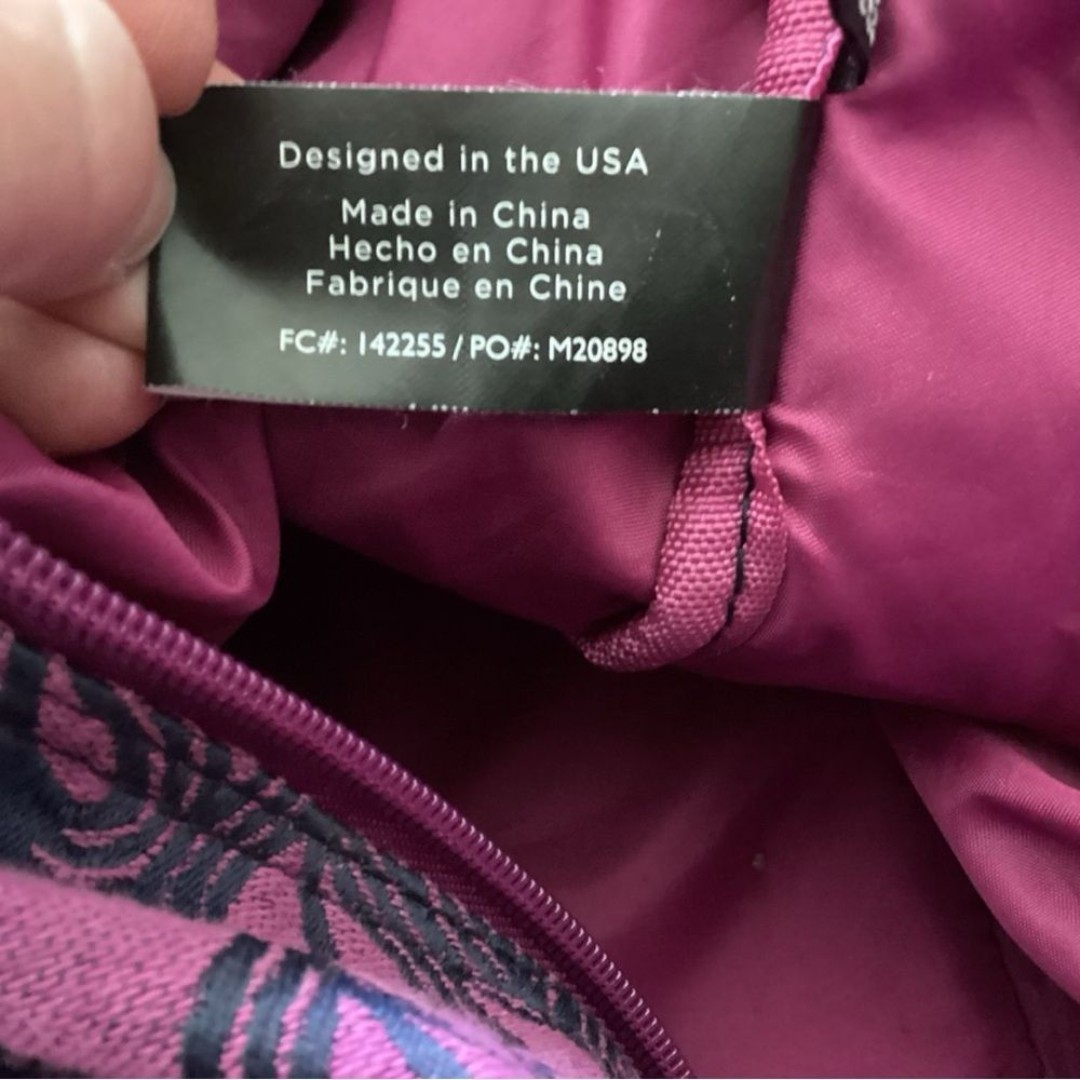 Designed in the USA
Made in China
Hecho en China
Fabrique en Chine
FC#: 142255 / PO#: M20898